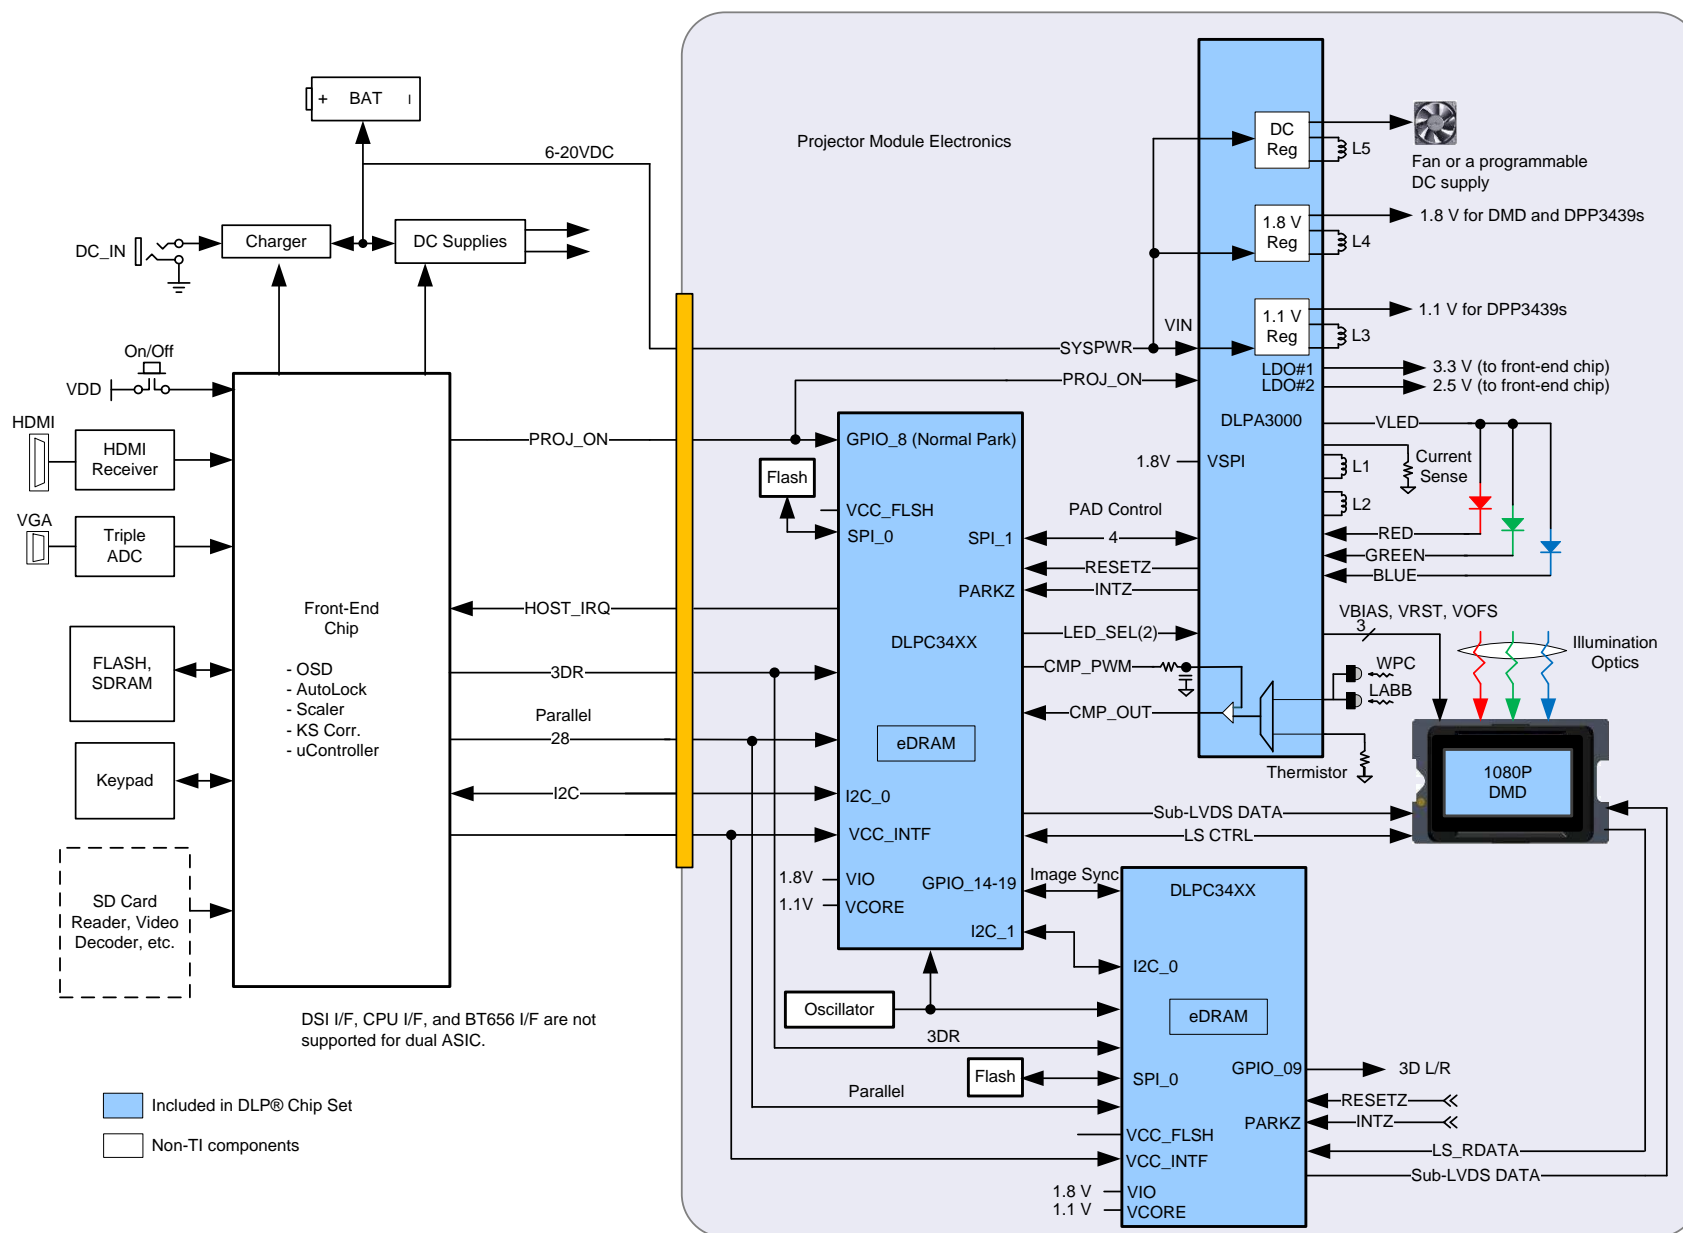 BAT
6-20VDC
DC_IN
Charger
DC Supplies
On/Off
VDD
HDMI
HDMI
Receiver
VGA
Triple
ADC
FLASH,
SDRAM
Keypad
SD Card
Reader, Video
Decoder, etc.
Front-End
Chip
- OSD
- AutoLock
- Scaler
- KS Corr.
- uController
DSI I/F, CPU I/F, and BT656 I/F are not
supported for dual ASIC.
Included in DLP® Chip Set
Non-TI components
PROJ_ON
HOST_IRQ
3DR
Parallel
28
I2C
Projector Module Electronics
SYSPWR
VIN
PROJ_ON
GPIO_8 (Normal Park)
Flash
VCC_FLSH
SPI_0
SPI_1
PARKZ
DLPC34XX
eDRAM
I2C_0
VCC_INTF
1.8V
VIO
1.1V
VCORE
GPIO_14-19
I2C_1
PAD Control
4
RESETZ
INTZ
LED_SEL(2)
CMP_PWM
CMP_OUT
Sub-LVDS DATA
LS CTRL
Image Sync
DC
Reg
L5
Fan or a programmable
DC supply
1.8 V
Reg
L4
1.8 V for DMD and DPP3439s
1.1 V
Reg
L3
1.1 V for DPP3439s
LDO#1
3.3 V (to front-end chip)
LDO#2
2.5 V (to front-end chip)
DLPA3000
VLED
1.8V
VSPI
L1
Current
Sense
L2
RED
GREEN
BLUE
VBIAS, VRST, VOFS
3
Illumination
Optics
WPC
LABB
Thermistor
1080P
DMD
Oscillator
3DR
Flash
Parallel
DLPC34XX
I2C_0
eDRAM
SPI_0
GPIO_09
3D L/R
RESETZ
PARKZ
INTZ
VCC_FLSH
VCC_INTF
LS_RDATA
Sub-LVDS DATA
1.8 V
VIO
1.1 V
VCORE